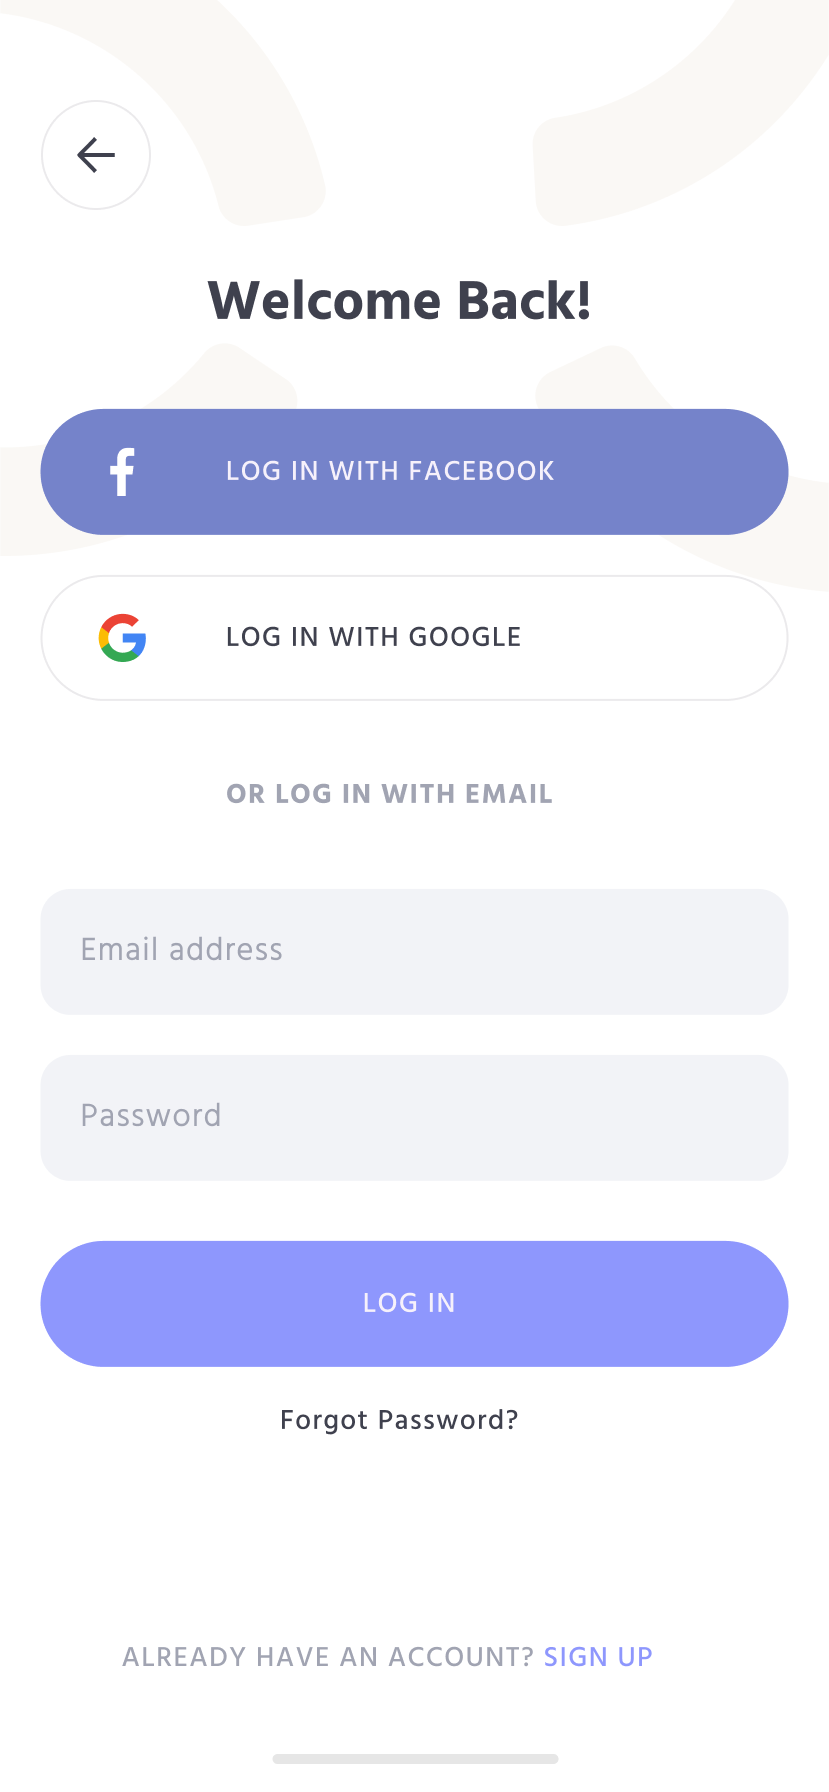 Welcome Back!
LOG IN WITH FACEBOOK
LOG IN WITH GOOGLE
OR LOG IN WITH EMAIL
Email address
Password
LOG IN
Forgot Password?
ALREADY HAVE AN ACCOUNT? SIGN UP